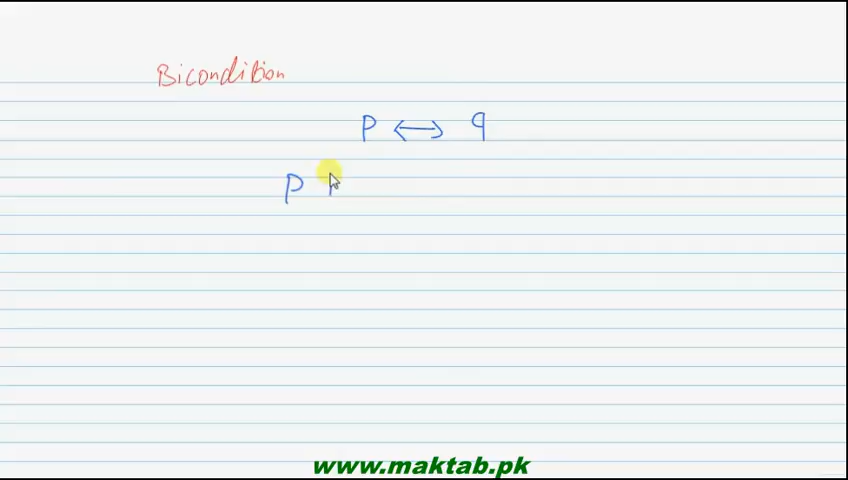 Bicondition
p ↔ q
p
www.maktab.pk